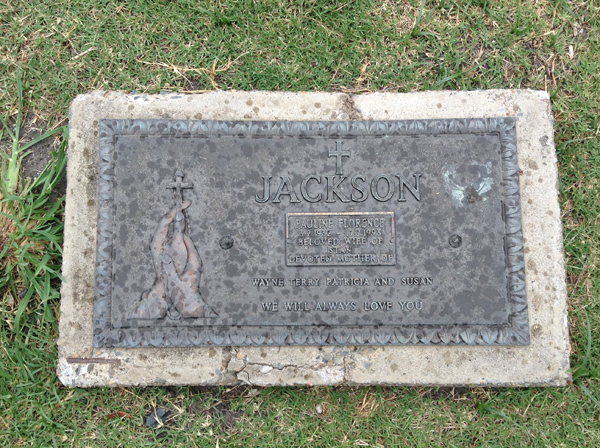 JACKSON
PAULINE FLORENCE
BELOVED WIFE OF
STAN
DEVOTED MOTHER OF
WAYNE TERRY PATRICIA AND SUSAN
WE WILL ALWAYS LOVE YOU